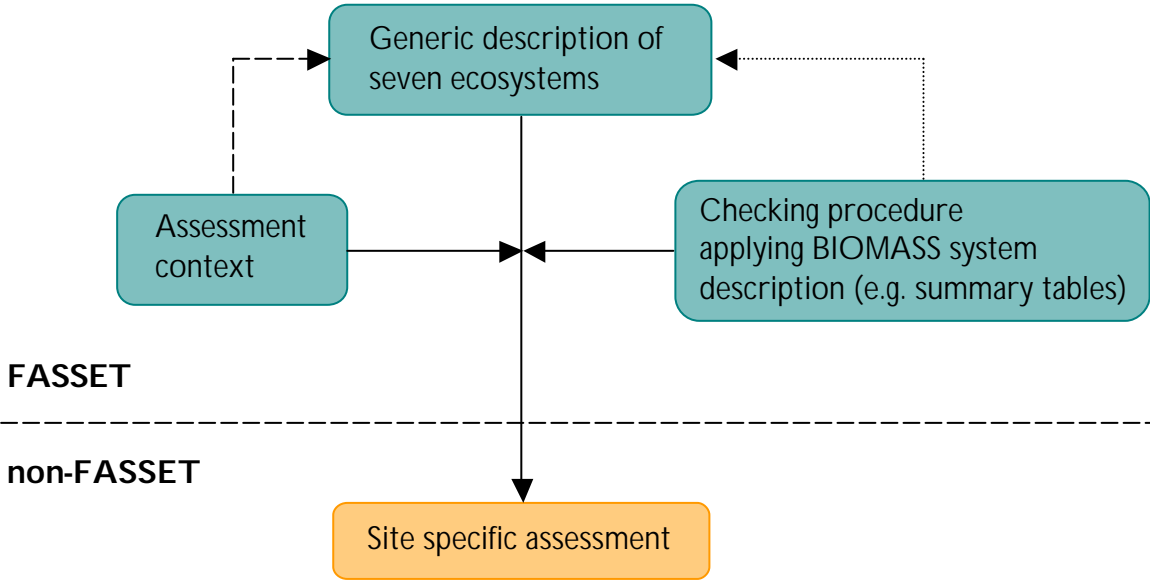 Generic description of
seven ecosystems
Assessment
context
Checking procedure
applying BIOMASS system
description (e.g. summary tables)
FASSET
non-FASSET
Site specific assessment